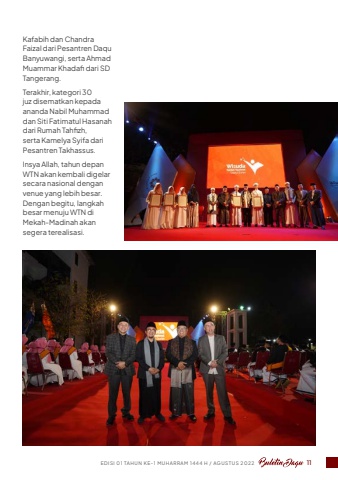 Kafabih dan Chandra
Faizal dari Pesantren Daqu
Banyuwangi, serta Ahmad
Muammar Khadafi dari SD
Tangerang.
Terakhir, kategori 30
juz disematkan kepada
ananda Nabil Muhammad
dan Siti Fatimatul Hasanah
dari Rumah Tahfizh,
serta Kamelya Syifa dari
Pesantren Takhassus.
Insya Allah, tahun depan
WTN akan kembali digelar
secara nasional dengan
venue yang lebih besar.
Dengan begitu, langkah
besar menuju WTN di
Mekah-Madinah akan
segera terealisasi.
Wisuda
EDISI 01 TAHUN KE-1 MUHARRAM 1444 H / AGUSTUS 2022 Buletin Daqu 11